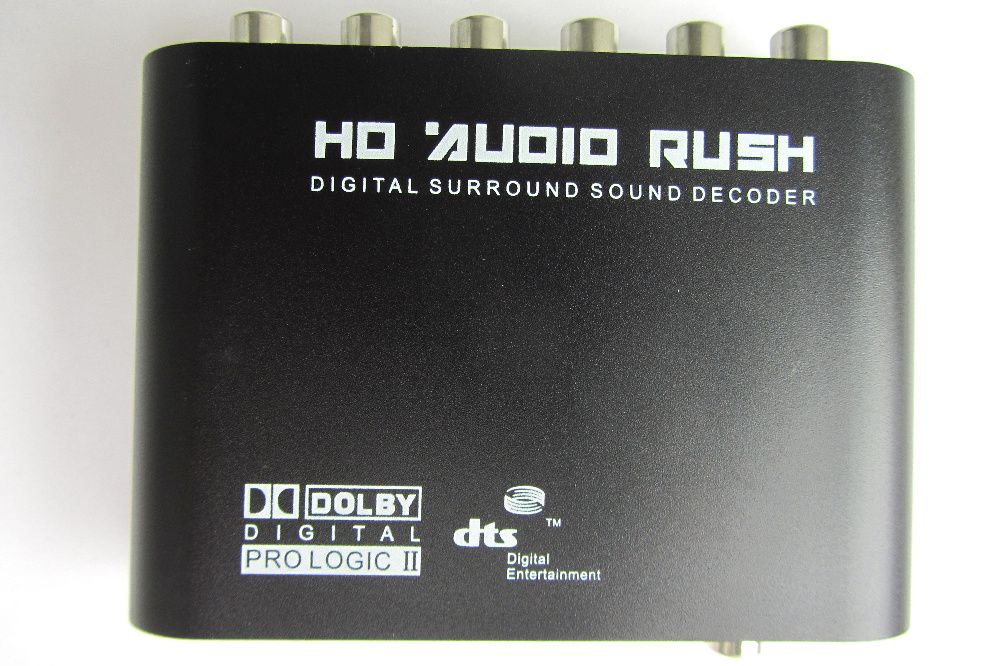 HD AUDIO RUSH
DIGITAL SURROUND SOUND DECODER
DOLBY
DIGITAL
PRO LOGIC II
dts TM
Digital
Entertainment